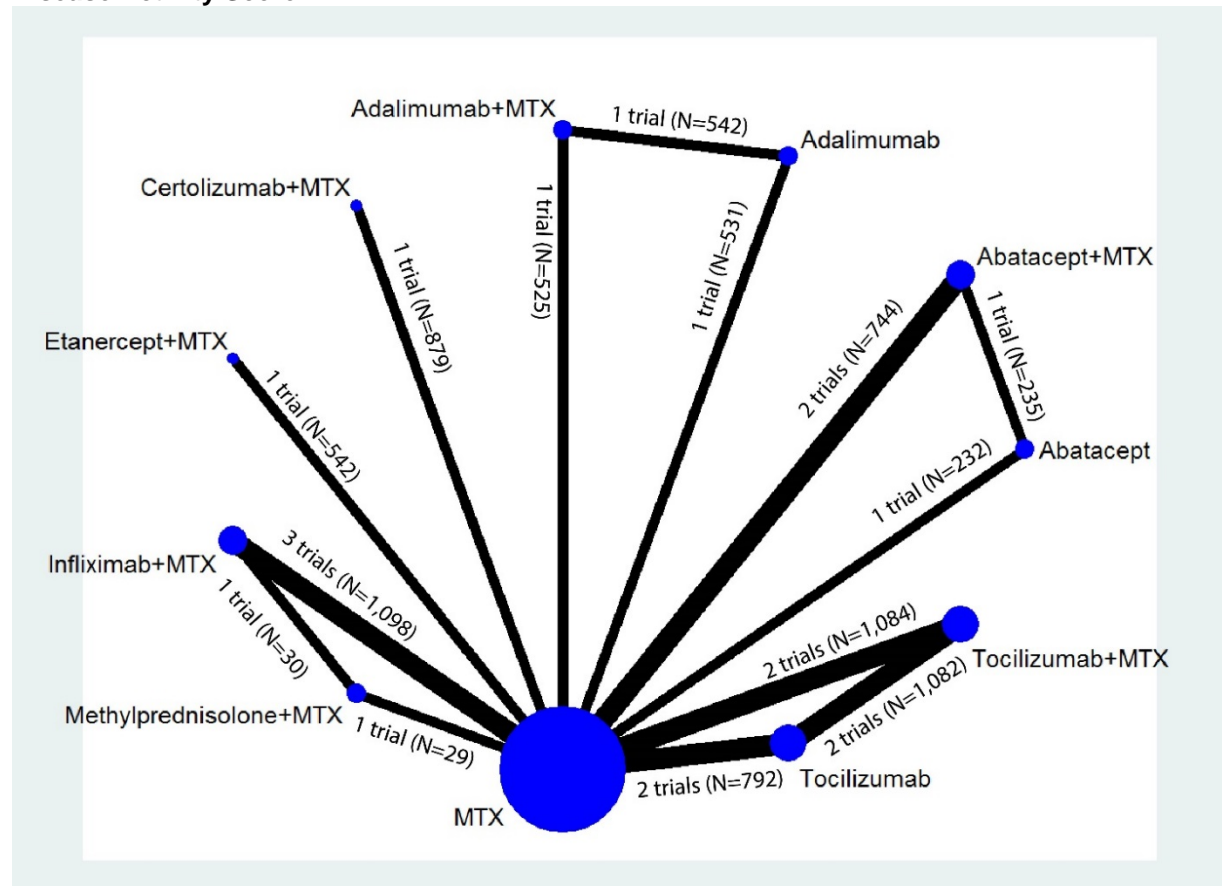 Adalimumab+MTX
1 trial (N=542)
Adalimumab
Certolizumab+MTX
1 trial (N=525)
1 trial (N=531)
1 trial (N=879)
Abatacept+MTX
2 trials (N=744)
1 trial (N=235)
Etanercept+MTX
1 trial (N=542)
Abatacept
1 trial (N=232)
Infliximab+MTX
3 trials (N=1,098)
1 trial (N=30)
2 trials (N=1,084)
Tocilizumab+MTX
2 trials (N=1,082)
Methylprednisolone+MTX
1 trial (N=29)
2 trials (N=792)
Tocilizumab
MTX